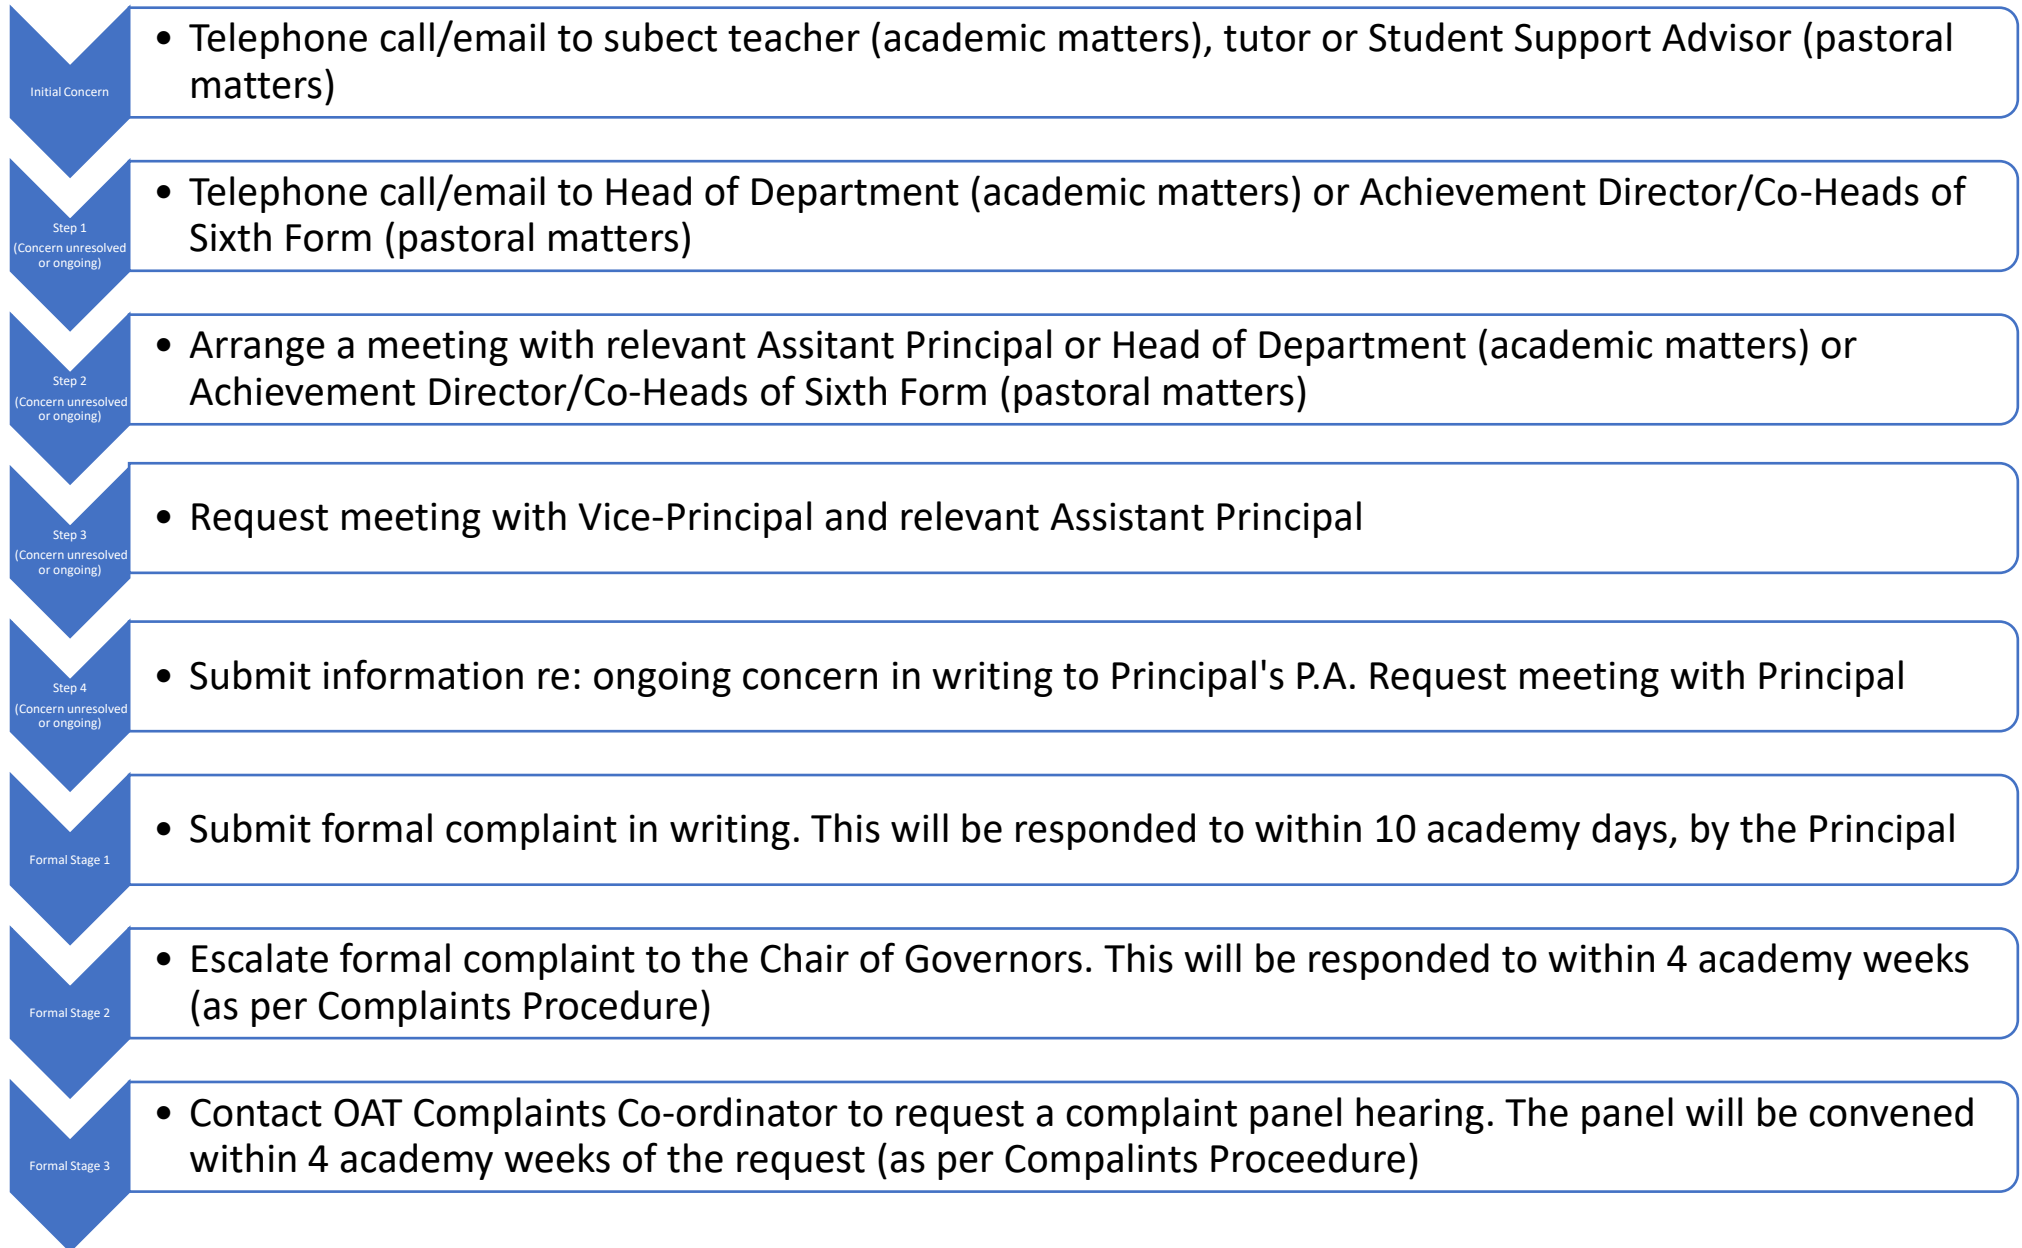 Initial Concern
• Telephone call/email to subect teacher (academic matters), tutor or Student Support Advisor (pastoral
matters)
Step 1
(Concern unresolved
or ongoing)
• Telephone call/email to Head of Department (academic matters) or Achievement Director/Co-Heads of
Sixth Form (pastoral matters)
Step 2
(Concern unresolved
or ongoing)
• Arrange a meeting with relevant Assitant Principal or Head of Department (academic matters) or
Achievement Director/Co-Heads of Sixth Form (pastoral matters)
Step 3
(Concern unresolved
or ongoing)
• Request meeting with Vice-Principal and relevant Assistant Principal
Step 4
(Concern unresolved
or ongoing)
• Submit information re: ongoing concern in writing to Principal's P.A. Request meeting with Principal
Formal Stage 1
• Submit formal complaint in writing. This will be responded to within 10 academy days, by the Principal
Formal Stage 2
• Escalate formal complaint to the Chair of Governors. This will be responded to within 4 academy weeks
(as per Complaints Procedure)
Formal Stage 3
• Contact OAT Complaints Co-ordinator to request a complaint panel hearing. The panel will be convened
within 4 academy weeks of the request (as per Compalints Proceedure)